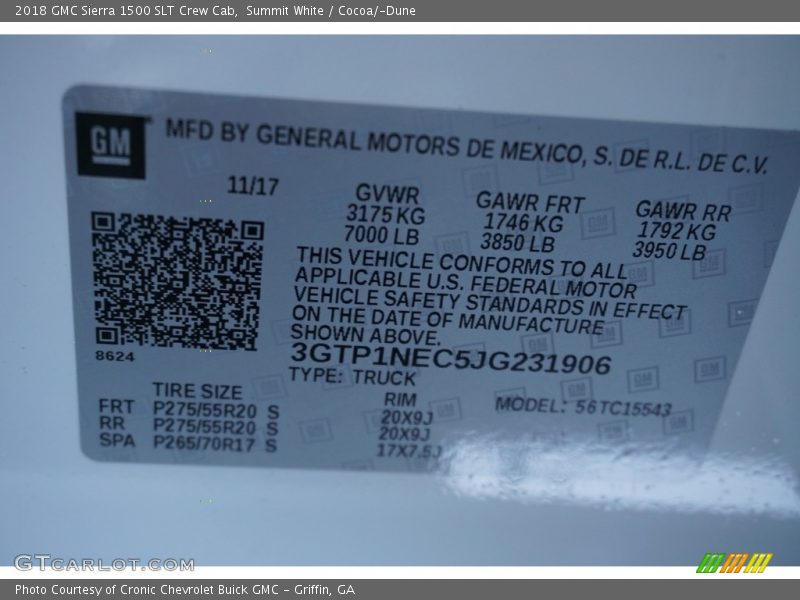 2018 GMC Sierra 1500 SLT Crew Cab,  Summit White / Cocoa/­Dune
GM
MFD BY GENERAL MOTORS DE MEXICO, S. DE R.L. DE C.V.
11/17
GVWR GAWR FRT GAWR RR
3175 KG 1746 KG 1792 KG
7000 LB 3850 LB 3950 LB
THIS VEHICLE CONFORMS TO ALL
APPLICABLE U.S. FEDERAL MOTOR
VEHICLE SAFETY STANDARDS IN EFFECT
ON THE DATE OF MANUFACTURE
SHOWN ABOVE.
8624
3GTP1NEC5JG231906
TYPE: TRUCK
TIRE SIZE RIM MODEL: 56TC15543
FRT P275/55R20 S 20X9J
RR P275/55R20 S 20X9J
SPA P265/70R17 S 17X7.5J
GTCARLOT.COM
Photo Courtesy of Cronic Chevrolet Buick GMC - Griffin, GA